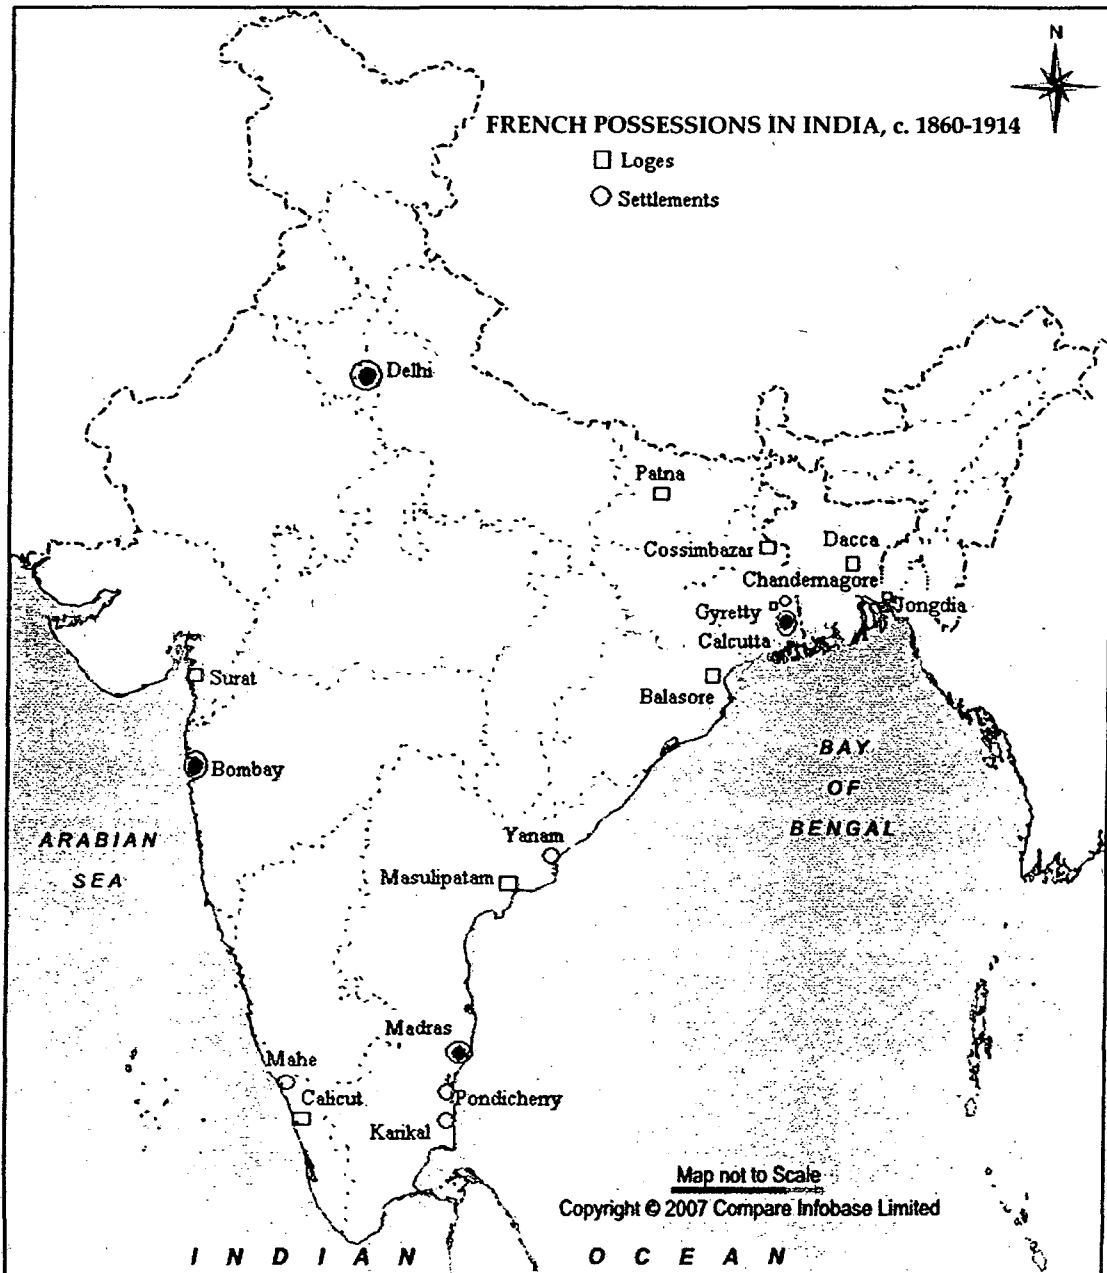 N
FRENCH POSSESSIONS IN INDIA, c. 1860-1914
Loges
Settlements
Delhi
Patna
Cossimbazar
Dacca
Chandernagore
Gyretty
Jongdia
Calcutta
Surat
Balasore
Bombay
BAY
OF
BENGAL
ARABIAN
SEA
Yanam
Masulipatam
Madras
Mahe
Calicut
Pondicherry
Karikal
Map not to Scale
Copyright © 2007 Compare Infobase Limited
INDIAN OCEAN